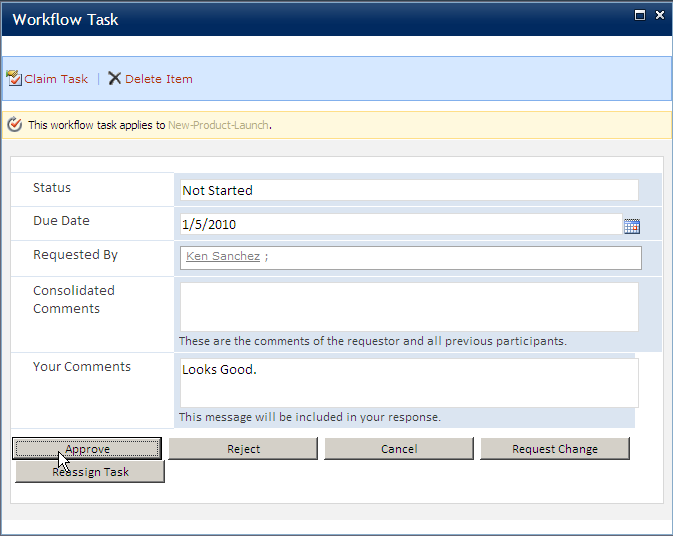 Workflow Task
Claim Task | Delete Item
This workflow task applies to New-Product-Launch.
Status
Not Started
Due Date
1/5/2010
Requested By
Ken Sanchez ;
Consolidated
Comments
These are the comments of the requestor and all previous participants.
Your Comments
Looks Good.
This message will be included in your response.
Approve Reject Cancel Request Change
Reassign Task